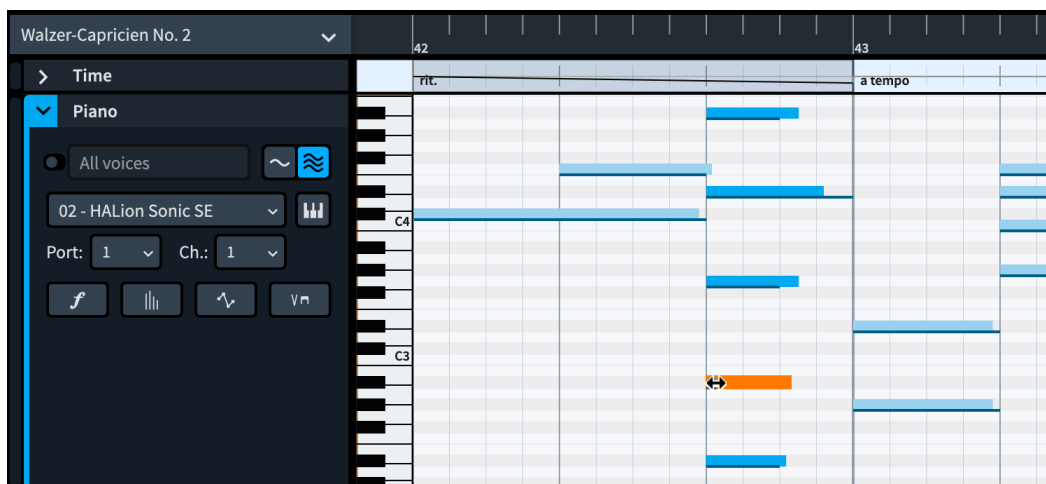 Walzer-Capricien No. 2
42
43
Time
rit.
a tempo
Piano
All voices
02 - HALion Sonic SE
C4
Port: 1 Ch.: 1
f
V
C3